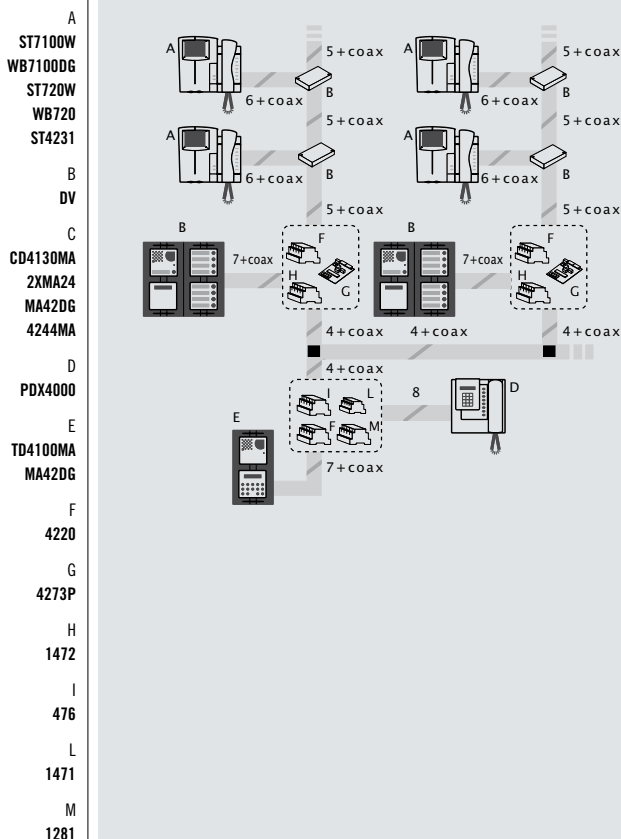 A
ST7100W
WB7100DG
ST720W
WB720
ST4231
B
DV
C
CD4130MA
2XMA24
MA42DG
4244MA
D
PDX4000
E
TD4100MA
MA42DG
F
4220
G
4273P
H
1472
I
476
L
1471
M
1281
A
5+coax
A
5+coax
6+coax
B
6+coax
B
5+coax
5+coax
A
A
6+coax
B
6+coax
B
5+coax
5+coax
B
7+coax
F
H
G
B
7+coax
F
H
G
4+coax
4+coax
4+coax
4+coax
I
L
F
M
8
D
E
7+coax